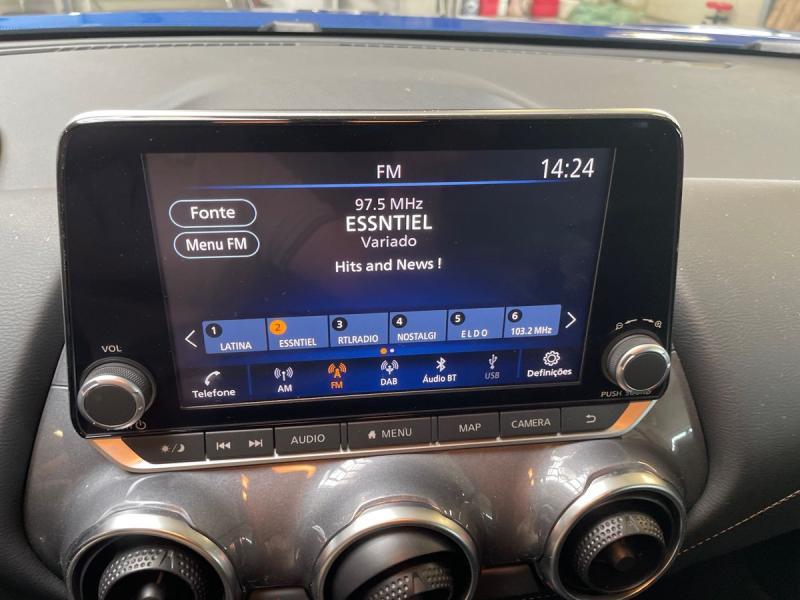 FM 14:24
Fonte
97.5 MHz
ESSNTIEL
Menu FM
Variado
Hits and News !
1 2 3 4 5 6
LATINA ESSNTIEL RTLRADIO NOSTALGI E L D O 103.2 MHz
Telefone AM FM DAB Áudio BT USB Definições
VOL
PUSH SOUND
AUDIO MENU MAP CAMERA